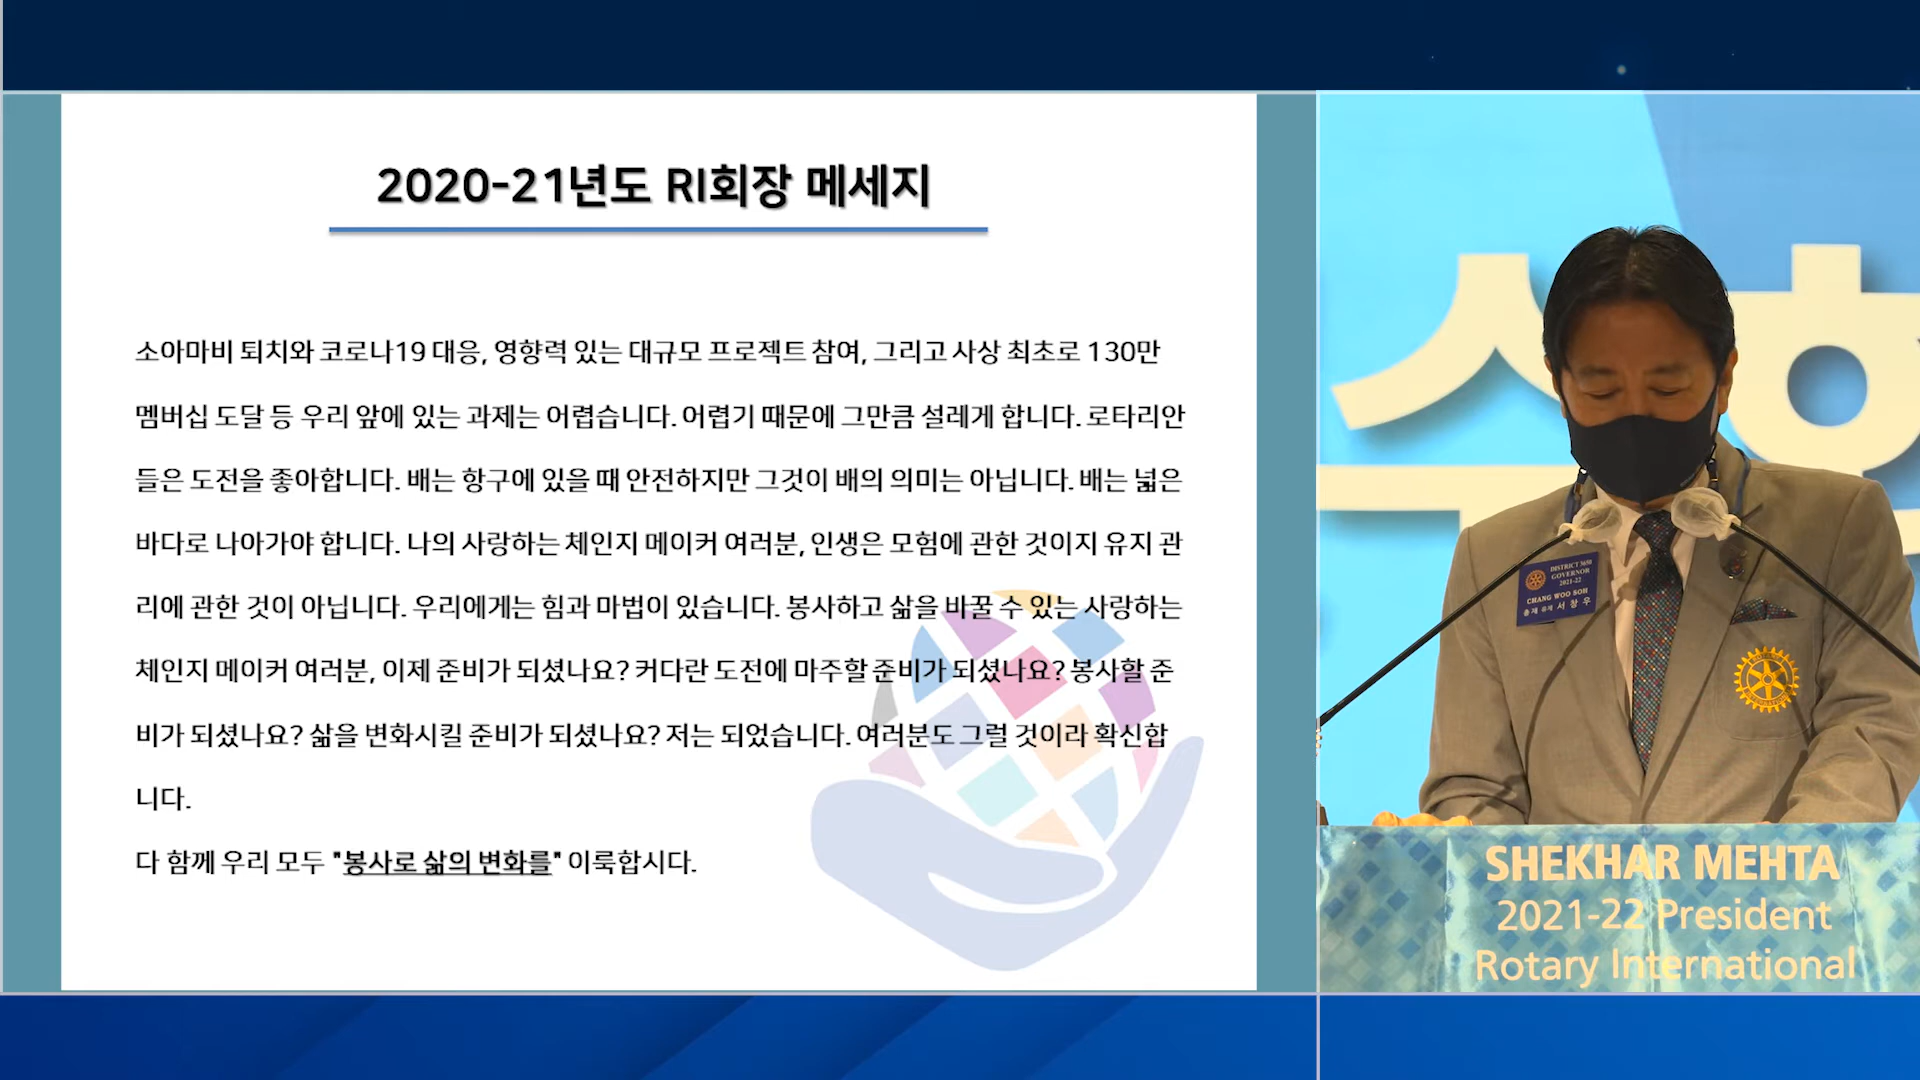 2020-21년도 RI회장 메세지
소아마비 퇴치와 코로나19 대응, 영향력 있는 대규모 프로젝트 참여, 그리고 사상 최초로 130만
멤버십 도달 등 우리 앞에 있는 과제는 어렵습니다. 어렵기 때문에 그만큼 설레게 합니다. 로타리안
들은 도전을 좋아합니다. 배는 항구에 있을 때 안전하지만 그것이 배의 의미는 아닙니다. 배는 넓은
바다로 나아가야 합니다. 나의 사랑하는 체인지 메이커 여러분, 인생은 모험에 관한 것이지 유지 관
리에 관한 것이 아닙니다. 우리에게는 힘과 마법이 있습니다. 봉사하고 삶을 바꿀 수 있는 사랑하는
체인지 메이커 여러분, 이제 준비가 되셨나요? 커다란 도전에 마주할 준비가 되셨나요? 봉사할 준
비가 되셨나요? 삶을 변화시킬 준비가 되셨나요? 저는 되었습니다. 여러분도 그럴 것이라 확신합
니다.
다 함께 우리 모두 "봉사로 삶의 변화를" 이룩합시다.
DISTRICT 3650
GOVERNOR
2021-22
CHANG WOO SOH
총재 유제 서창우
SHEKHAR MEHTA
2021-22 President
Rotary International